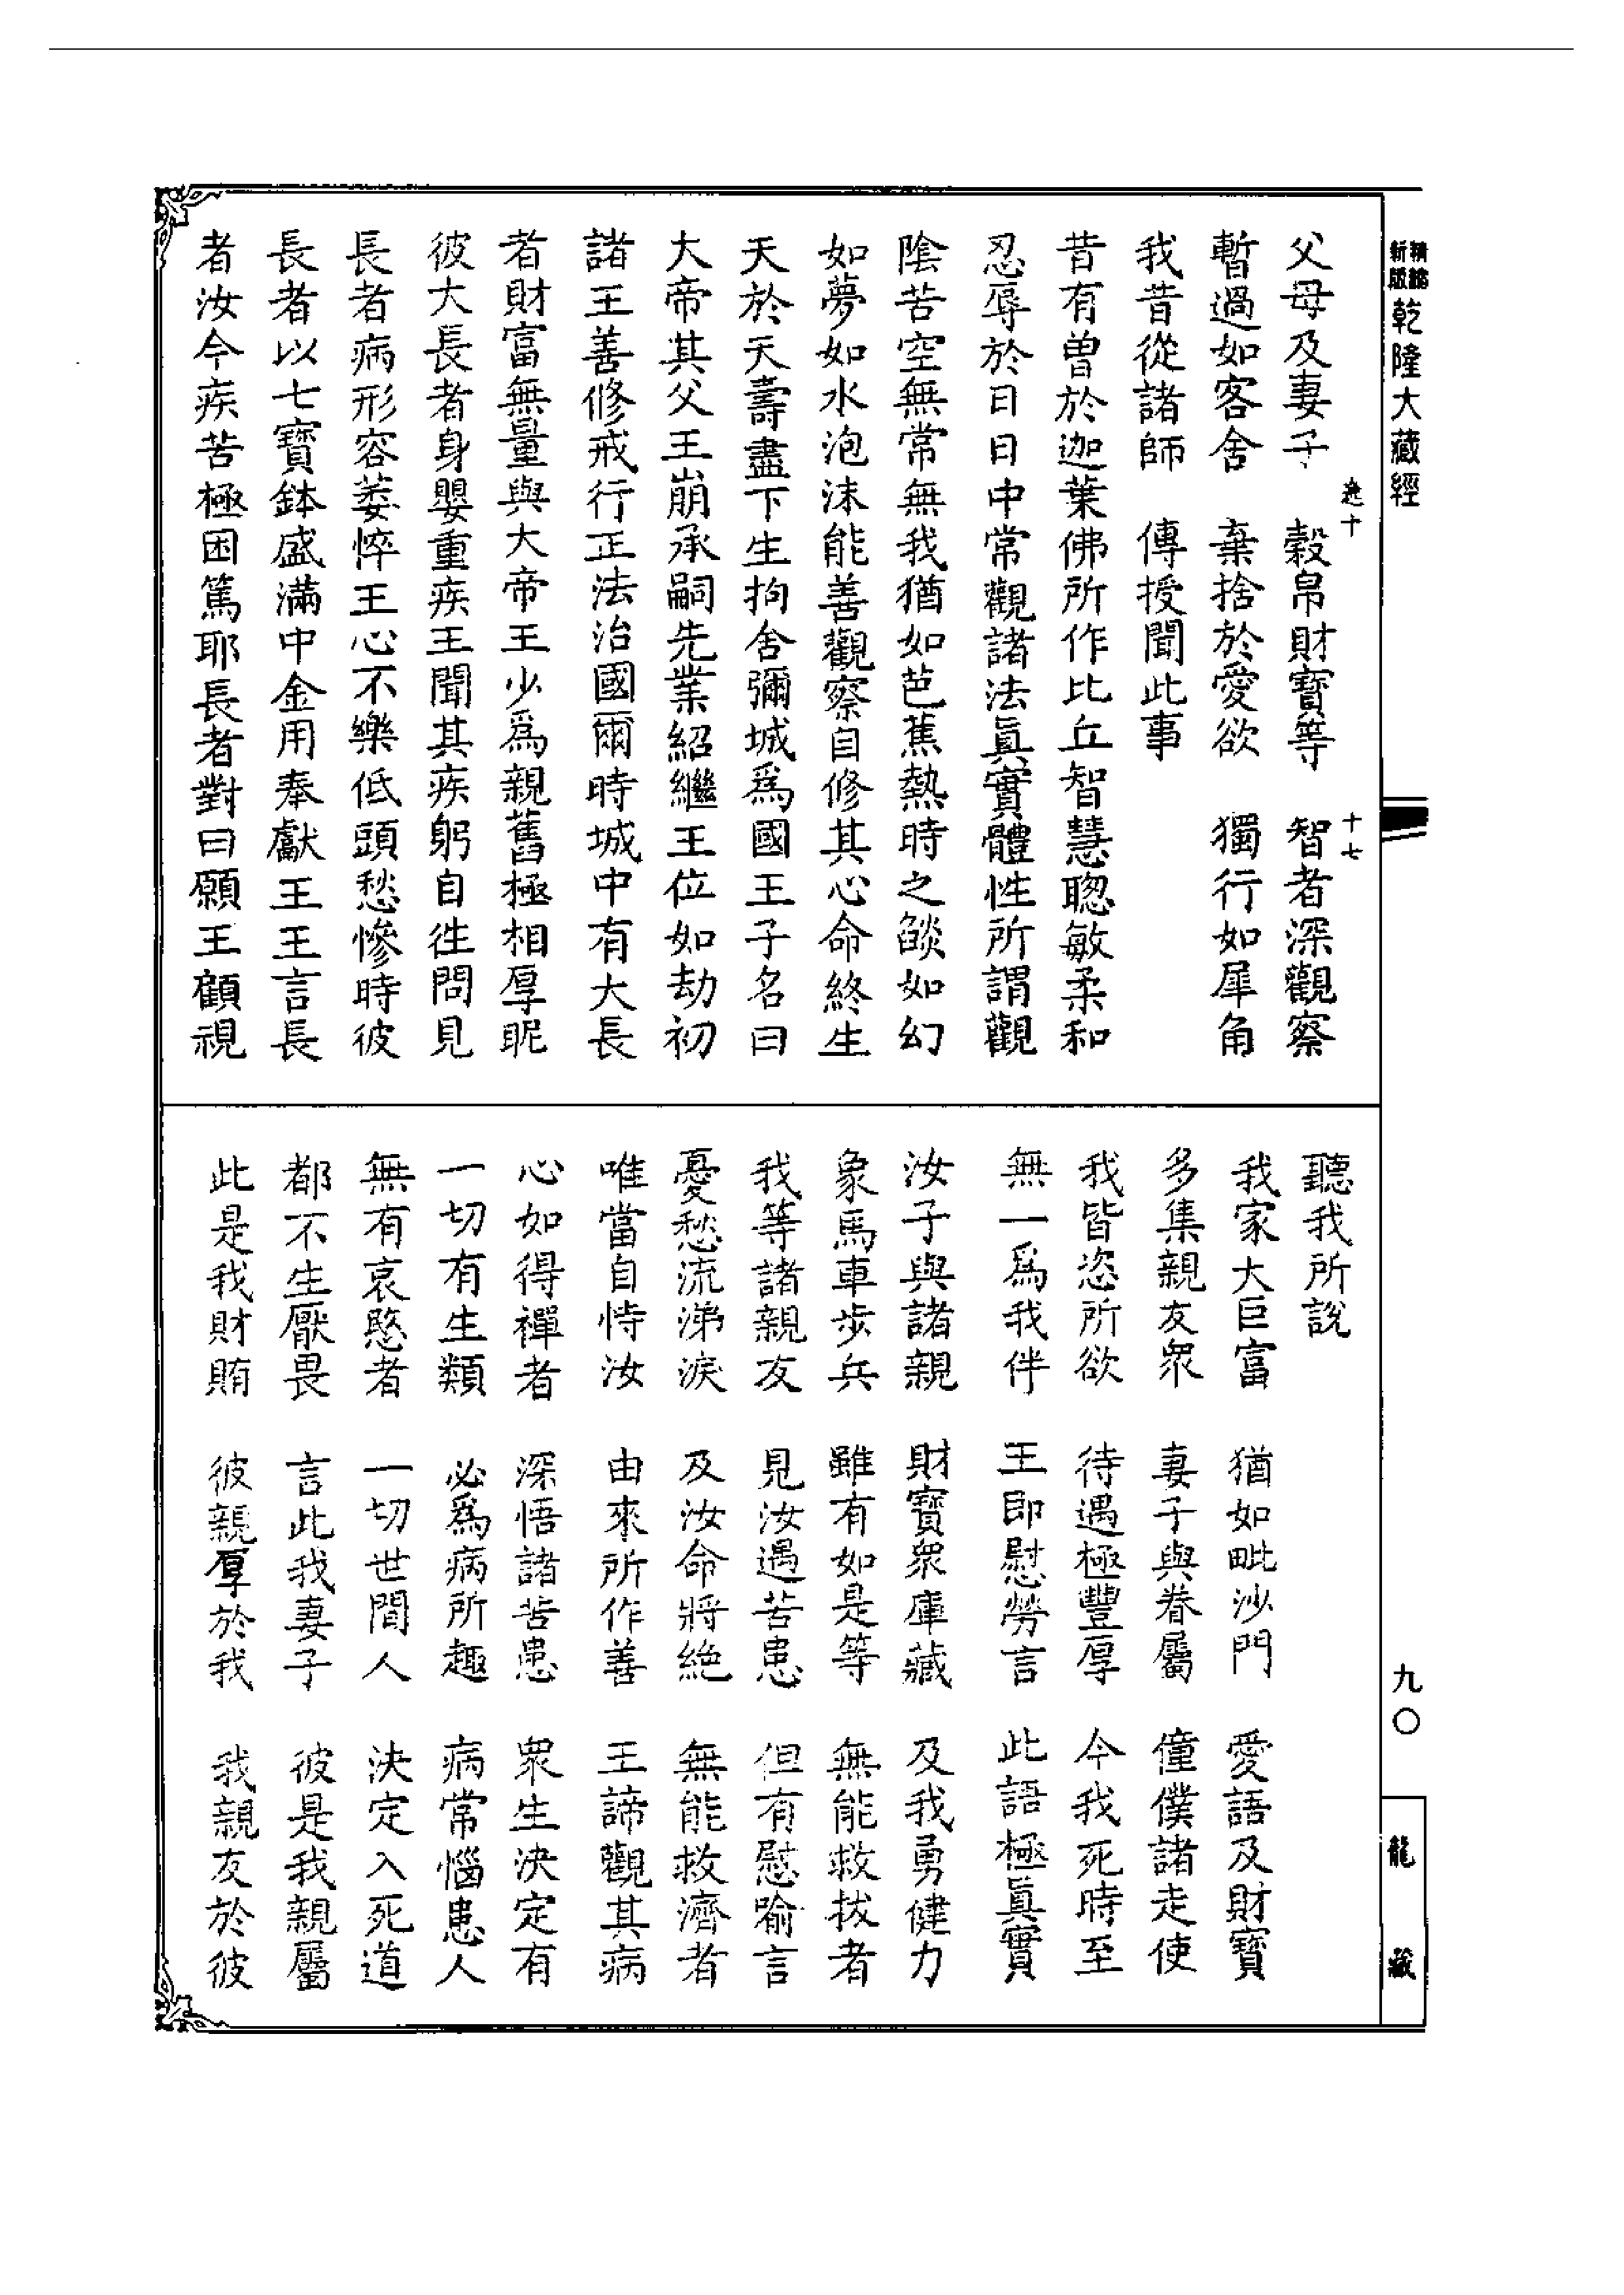 精縮
新版
乾隆大藏經
父母及妻子　穀帛財寶等　智者深觀察
暫過如客舍　棄捨於愛欲　獨行如犀角
我昔從諸師　傳授聞此事
昔有曾於迦葉佛所作比丘智慧聰敏柔和
忍辱於日日中常觀諸法眞實體性所謂觀
陰苦空無常無我猶如芭蕉熱時之燄如幻
如夢如水泡沫能善觀察自修其心命終生
天於天壽盡下生拘舍彌城爲國王子名曰
大帝其父王崩承嗣先業紹繼王位如劫初
諸王善修戒行正法治國爾時城中有大長
者財富無量與大帝王少爲親舊極相厚昵
彼大長者身嬰重疾王聞其疾躬自往問見
長者病形容萎悴王心不樂低頭愁慘時彼
長者以七寶鉢盛滿中金用奉獻王王言長
者汝今疾苦極困篤耶長者對曰願王顧視
聽我所說
我家大巨富　猶如毗沙門　愛語及財寶
多集親友衆　妻子與眷屬　僮僕諸走使
我皆恣所欲　待遇極豐厚　今我死時至
無一爲我伴　王即慰勞言　此語極眞實
汝子與諸親　財寶衆庫藏　及我勇健力
象馬車步兵　雖有如是等　無能救拔者
我等諸親友　見汝遇苦患　但有慰喻言
憂愁流涕淚　及汝命將絕　無能救濟者
唯當自恃汝　由來所作善　王諦觀其病
心如得禪者　深悟諸苦患　衆生決定有
一切有生類　必爲病所趣　病常惱患人
無有哀愍者　一切世間人　決定入死道
都不生厭畏　言此我妻子　彼是我親屬
此是我財賄　彼親厚於我　我親友於彼
十七
九〇
龍藏